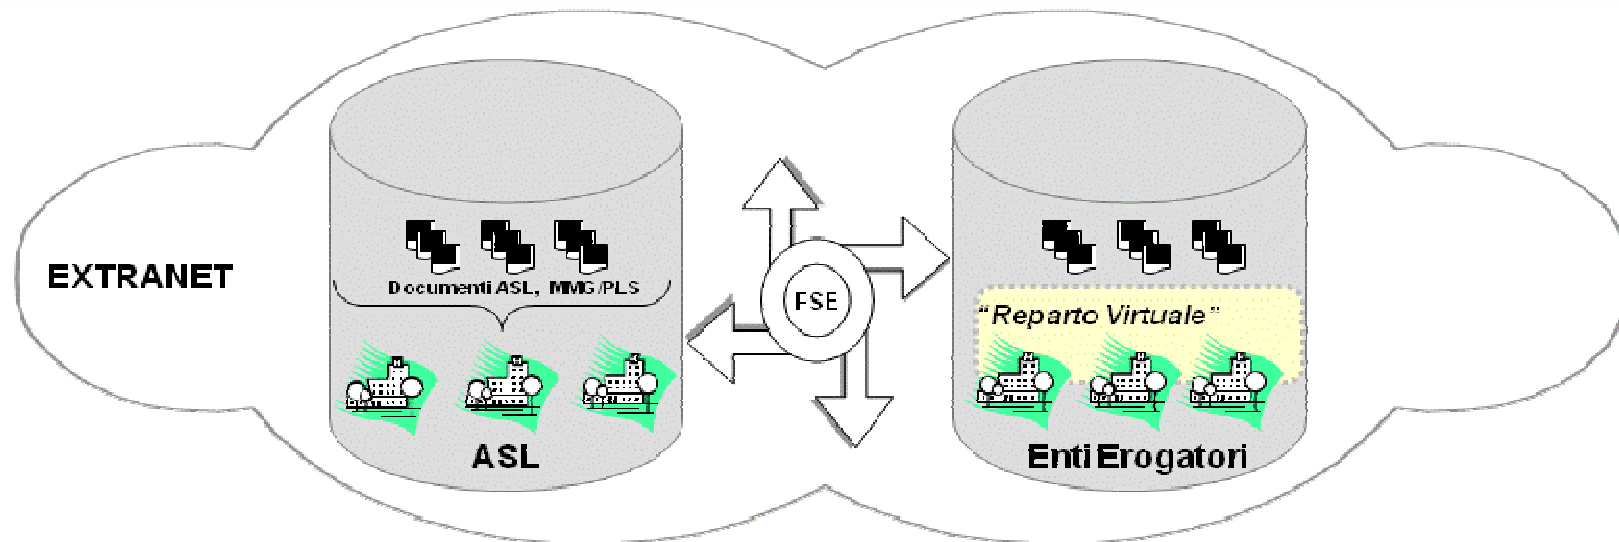 EXTRANET
Documenti ASL, MMG/PLS
ASL
FSE
"Reparto Virtuale"
Enti Erogatori